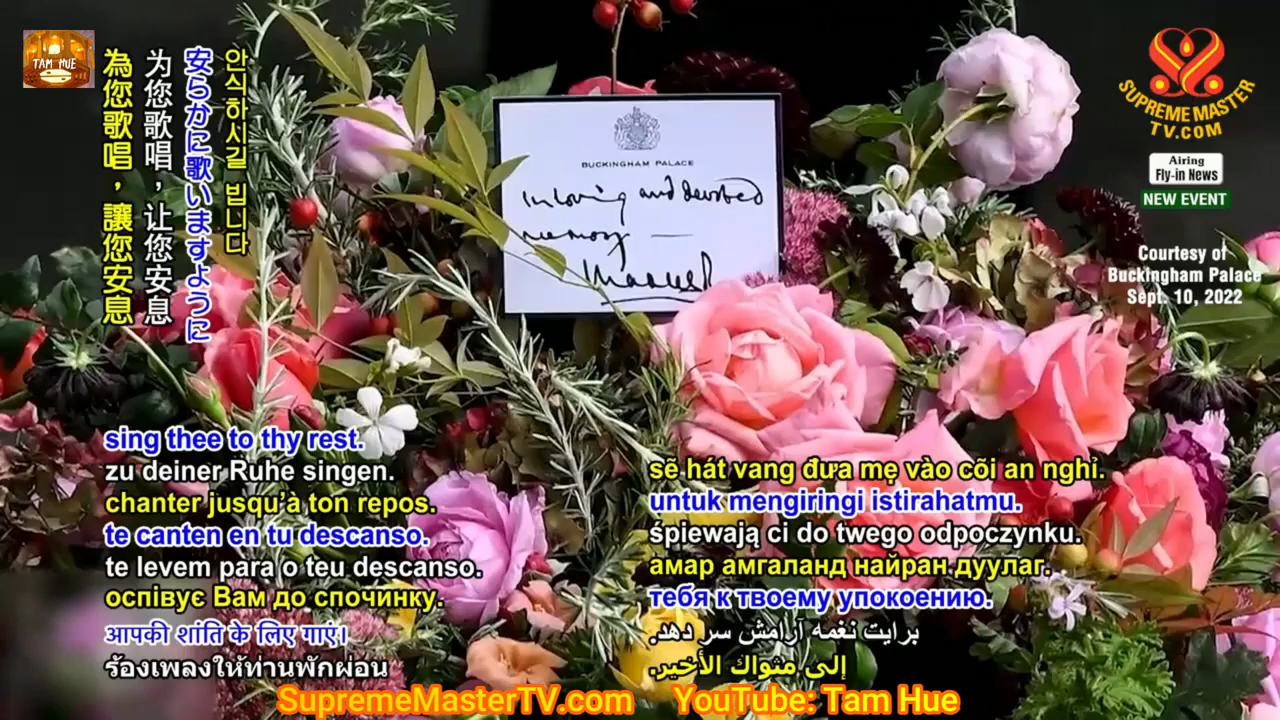 TAM HUE
為您歌唱，讓您安息
为您歌唱，让您安息
安らかに歌いますように
안식하시길 빕니다
BUCKINGHAM PALACE
In loving and devoted
memory —
SUPREME MASTER
TV.COM
Airing
Fly-in News
NEW EVENT
Courtesy of
Buckingham Palace
Sept. 10, 2022
sing thee to thy rest.
zu deiner Ruhe singen.
chanter jusqu'à ton repos.
te canten en tu descanso.
te levem para o teu descanso.
оспівує Вам до спочинку.
आपकी शांति के लिए गाएं।
ร้องเพลงให้ท่านพักผ่อน
sẽ hát vang đưa mẹ vào cõi an nghỉ.
untuk mengiringi istirahatmu.
śpiewają ci do twego odpoczynku.
амар амгаланд найран дуулаг.
тебя к твоему упокоению.
برایت نغمه آرامش سر دهد.
إلى مثواك الأخير.
SupremeMasterTV.com YouTube: Tam Hue